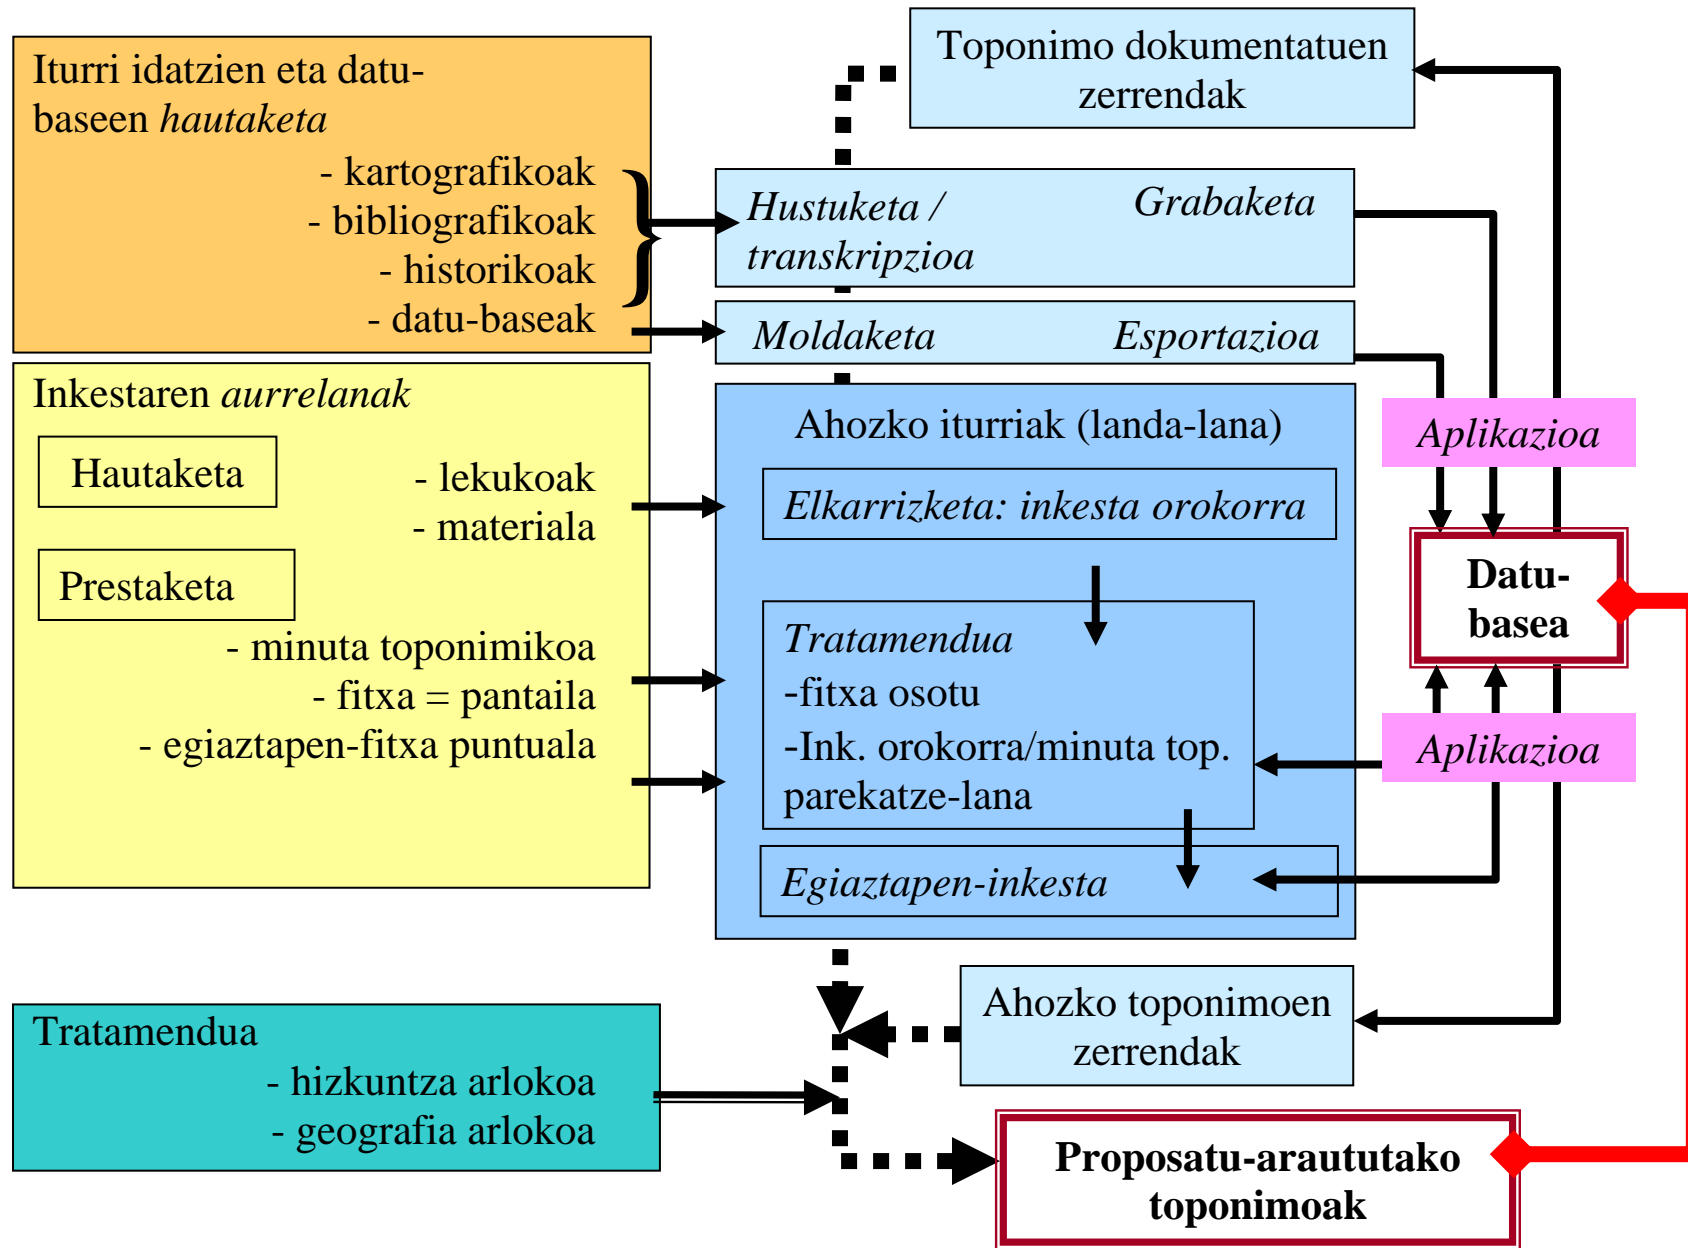 Iturri idatzien eta datu-
baseen hautaketa
- kartografikoak
- bibliografikoak
- historikoak
- datu-baseak
Toponimo dokumentatuen
zerrendak
Hustuketa /
transkripzioa
Grabaketa
Moldaketa
Esportazioa
Inkestaren aurrelanak
Hautaketa
- lekukoak
- materiala
Prestaketa
- minuta toponimikoa
- fitxa = pantaila
- egiaztapen-fitxa puntuala
Ahozko iturriak (landa-lana)
Elkarrizketa: inkesta orokorra
Tratamendua
-fitxa osotu
-Ink. orokorra/minuta top.
parekatze-lana
Egiaztapen-inkesta
Aplikazioa
Datu-
basea
Aplikazioa
Ahozko toponimoen
zerrendak
Tratamendua
- hizkuntza arlokoa
- geografia arlokoa
Proposatu-araututako
toponimoak